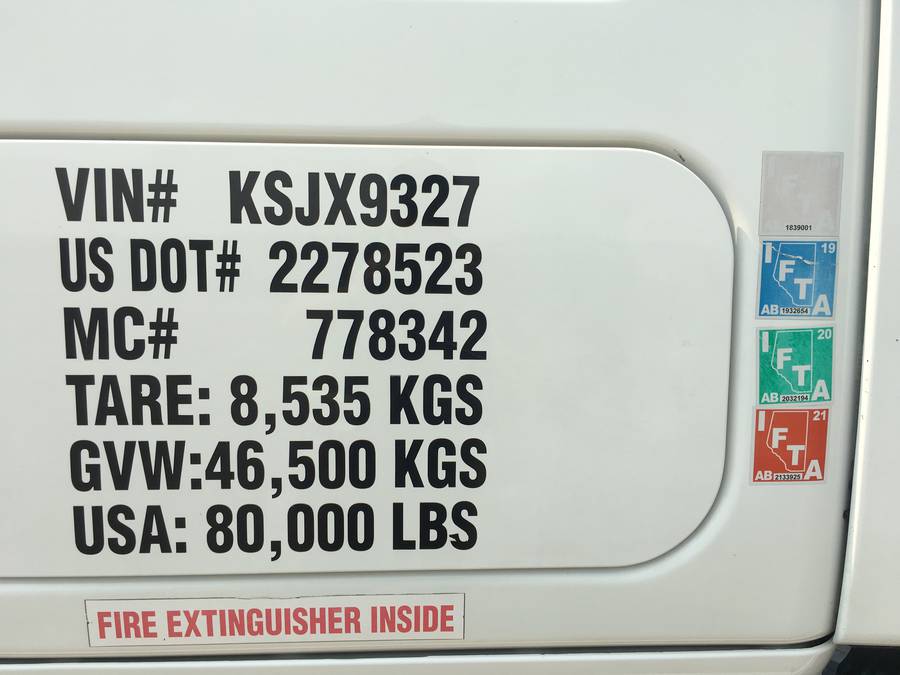 VIN# KSJX9327
US DOT# 2278523
MC# 778342
TARE: 8,535 KGS
GVW:46,500 KGS
USA: 80,000 LBS
FIRE EXTINGUISHER INSIDE
1839001
19
IFTA
AB 1932654
20
IFTA
AB 2032194
21
IFTA
AB 2133925